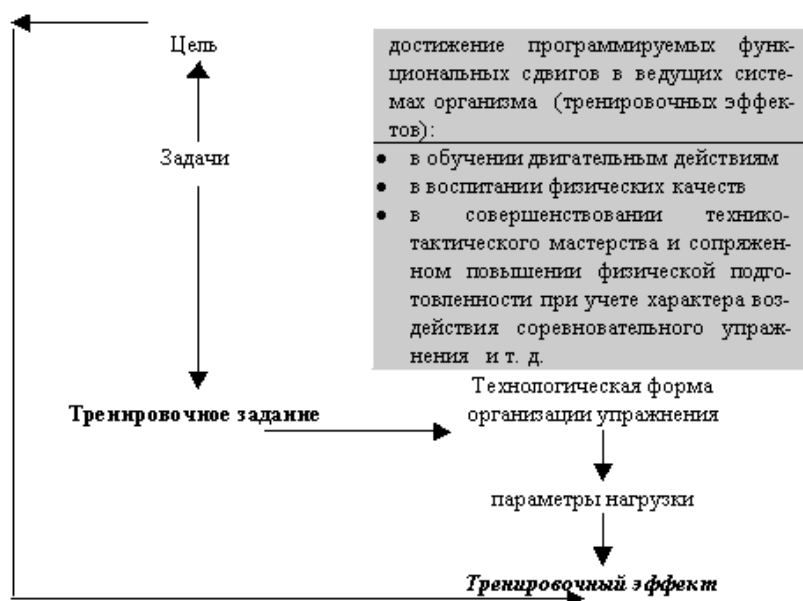 Цель
достижение программируемых функ-
циональных сдвигов в ведущих систе-
мах организма (тренировочных эффек-
тов):
Задачи
● в обучении двигательным действиям
● в воспитании физических качеств
● в совершенствовании технико-
тактического мастерства и сопряжен-
ном повышении физической подго-
товленности при учете характера воз-
действия соревновательного упраж-
нения и т. д.
Тренировочное задание
Технологическая форма
организации упражнения
параметры нагрузки
Тренировочный эффект